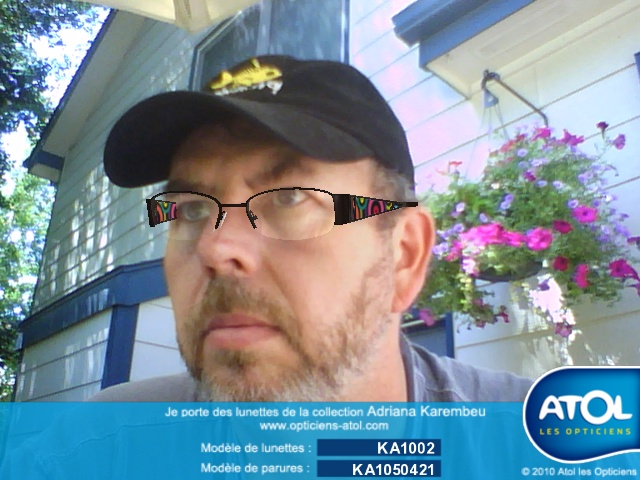 Je porte des lunettes de la collection Adriana Karembeu
www.opticiens-atol.com
Modèle de lunettes : KA1002
Modèle de parures : KA1050421
ATOL
LES OPTICIENS
© 2010 Atol les Opticiens